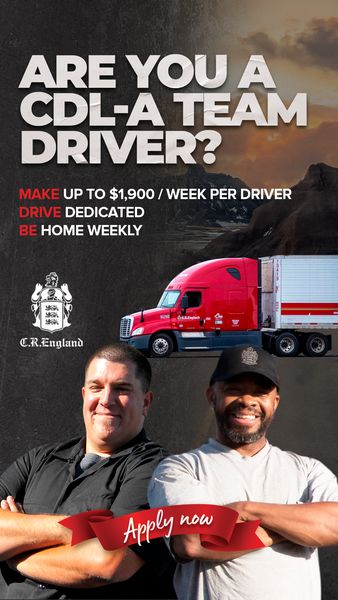 ARE YOU A
CDL-A TEAM
DRIVER?
MAKE UP TO $1,900 / WEEK PER DRIVER
DRIVE DEDICATED
BE HOME WEEKLY
C.R.England
C.R.England
Apply now